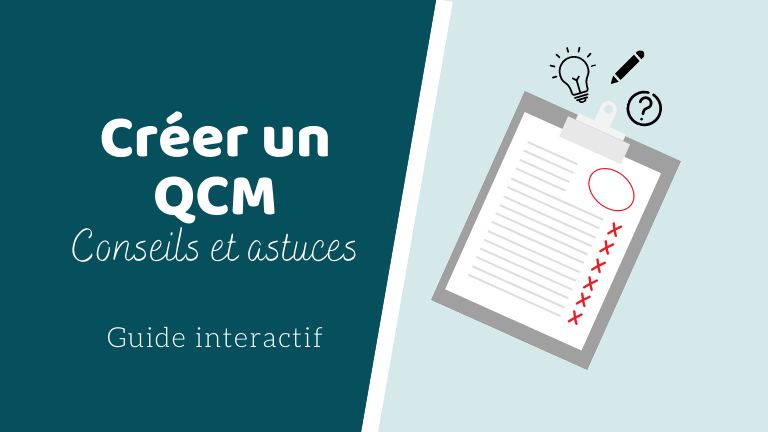 Créer un
QCM
Conseils et astuces
Guide interactif
?